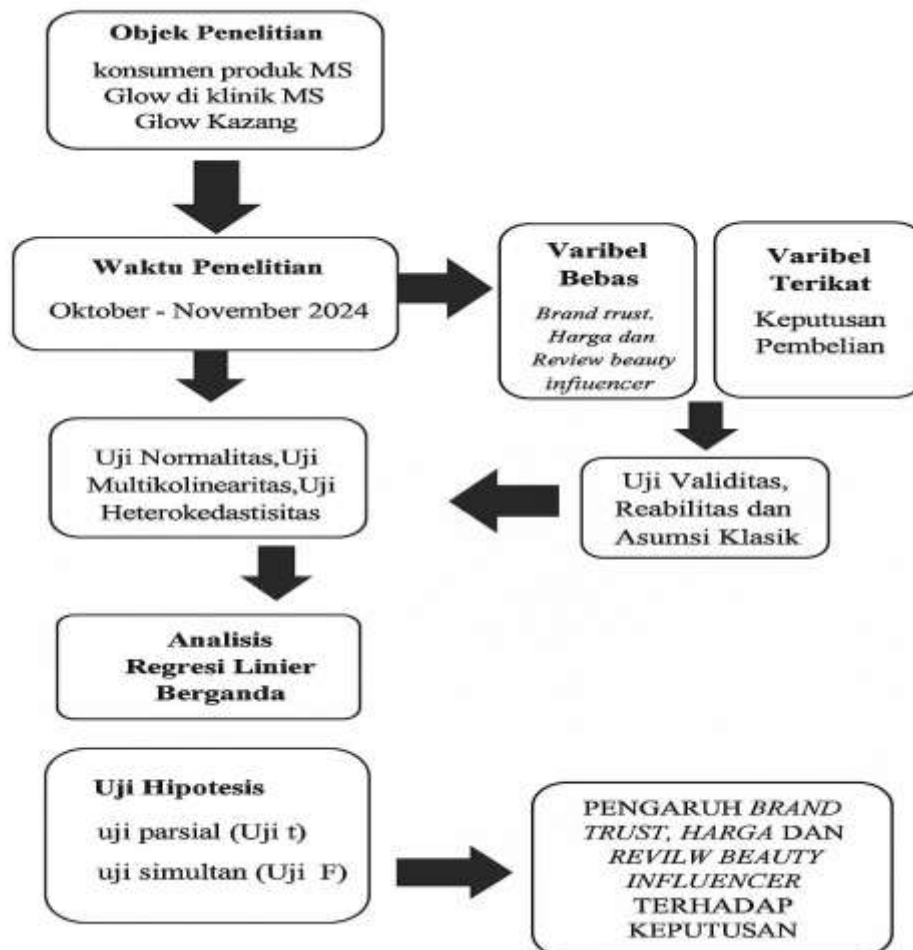 Objek Penelitian
konsumen produk MS
Glow di klinik MS
Glow Kazang
Waktu Penelitian
Oktober - November 2024
Varibel
Bebas
Brand trust.
Harga dan
Review beauty
infiuencer
Varibel
Terikat
Keputusan
Pembelian
Uji Validitas,
Reabilitas dan
Asumsi Klasik
Uji Normalitas,Uji
Multikolinearitas,Uji
Heterokedastisitas
Analisis
Regresi Linier
Berganda
Uji Hipotesis
uji parsial (Uji t)
uji simultan (Uji F)
PENGARUH BRAND
TRUST, HARGA DAN
REVILW BEAUTY
INFLUENCER
TERHADAP
KEPUTUSAN